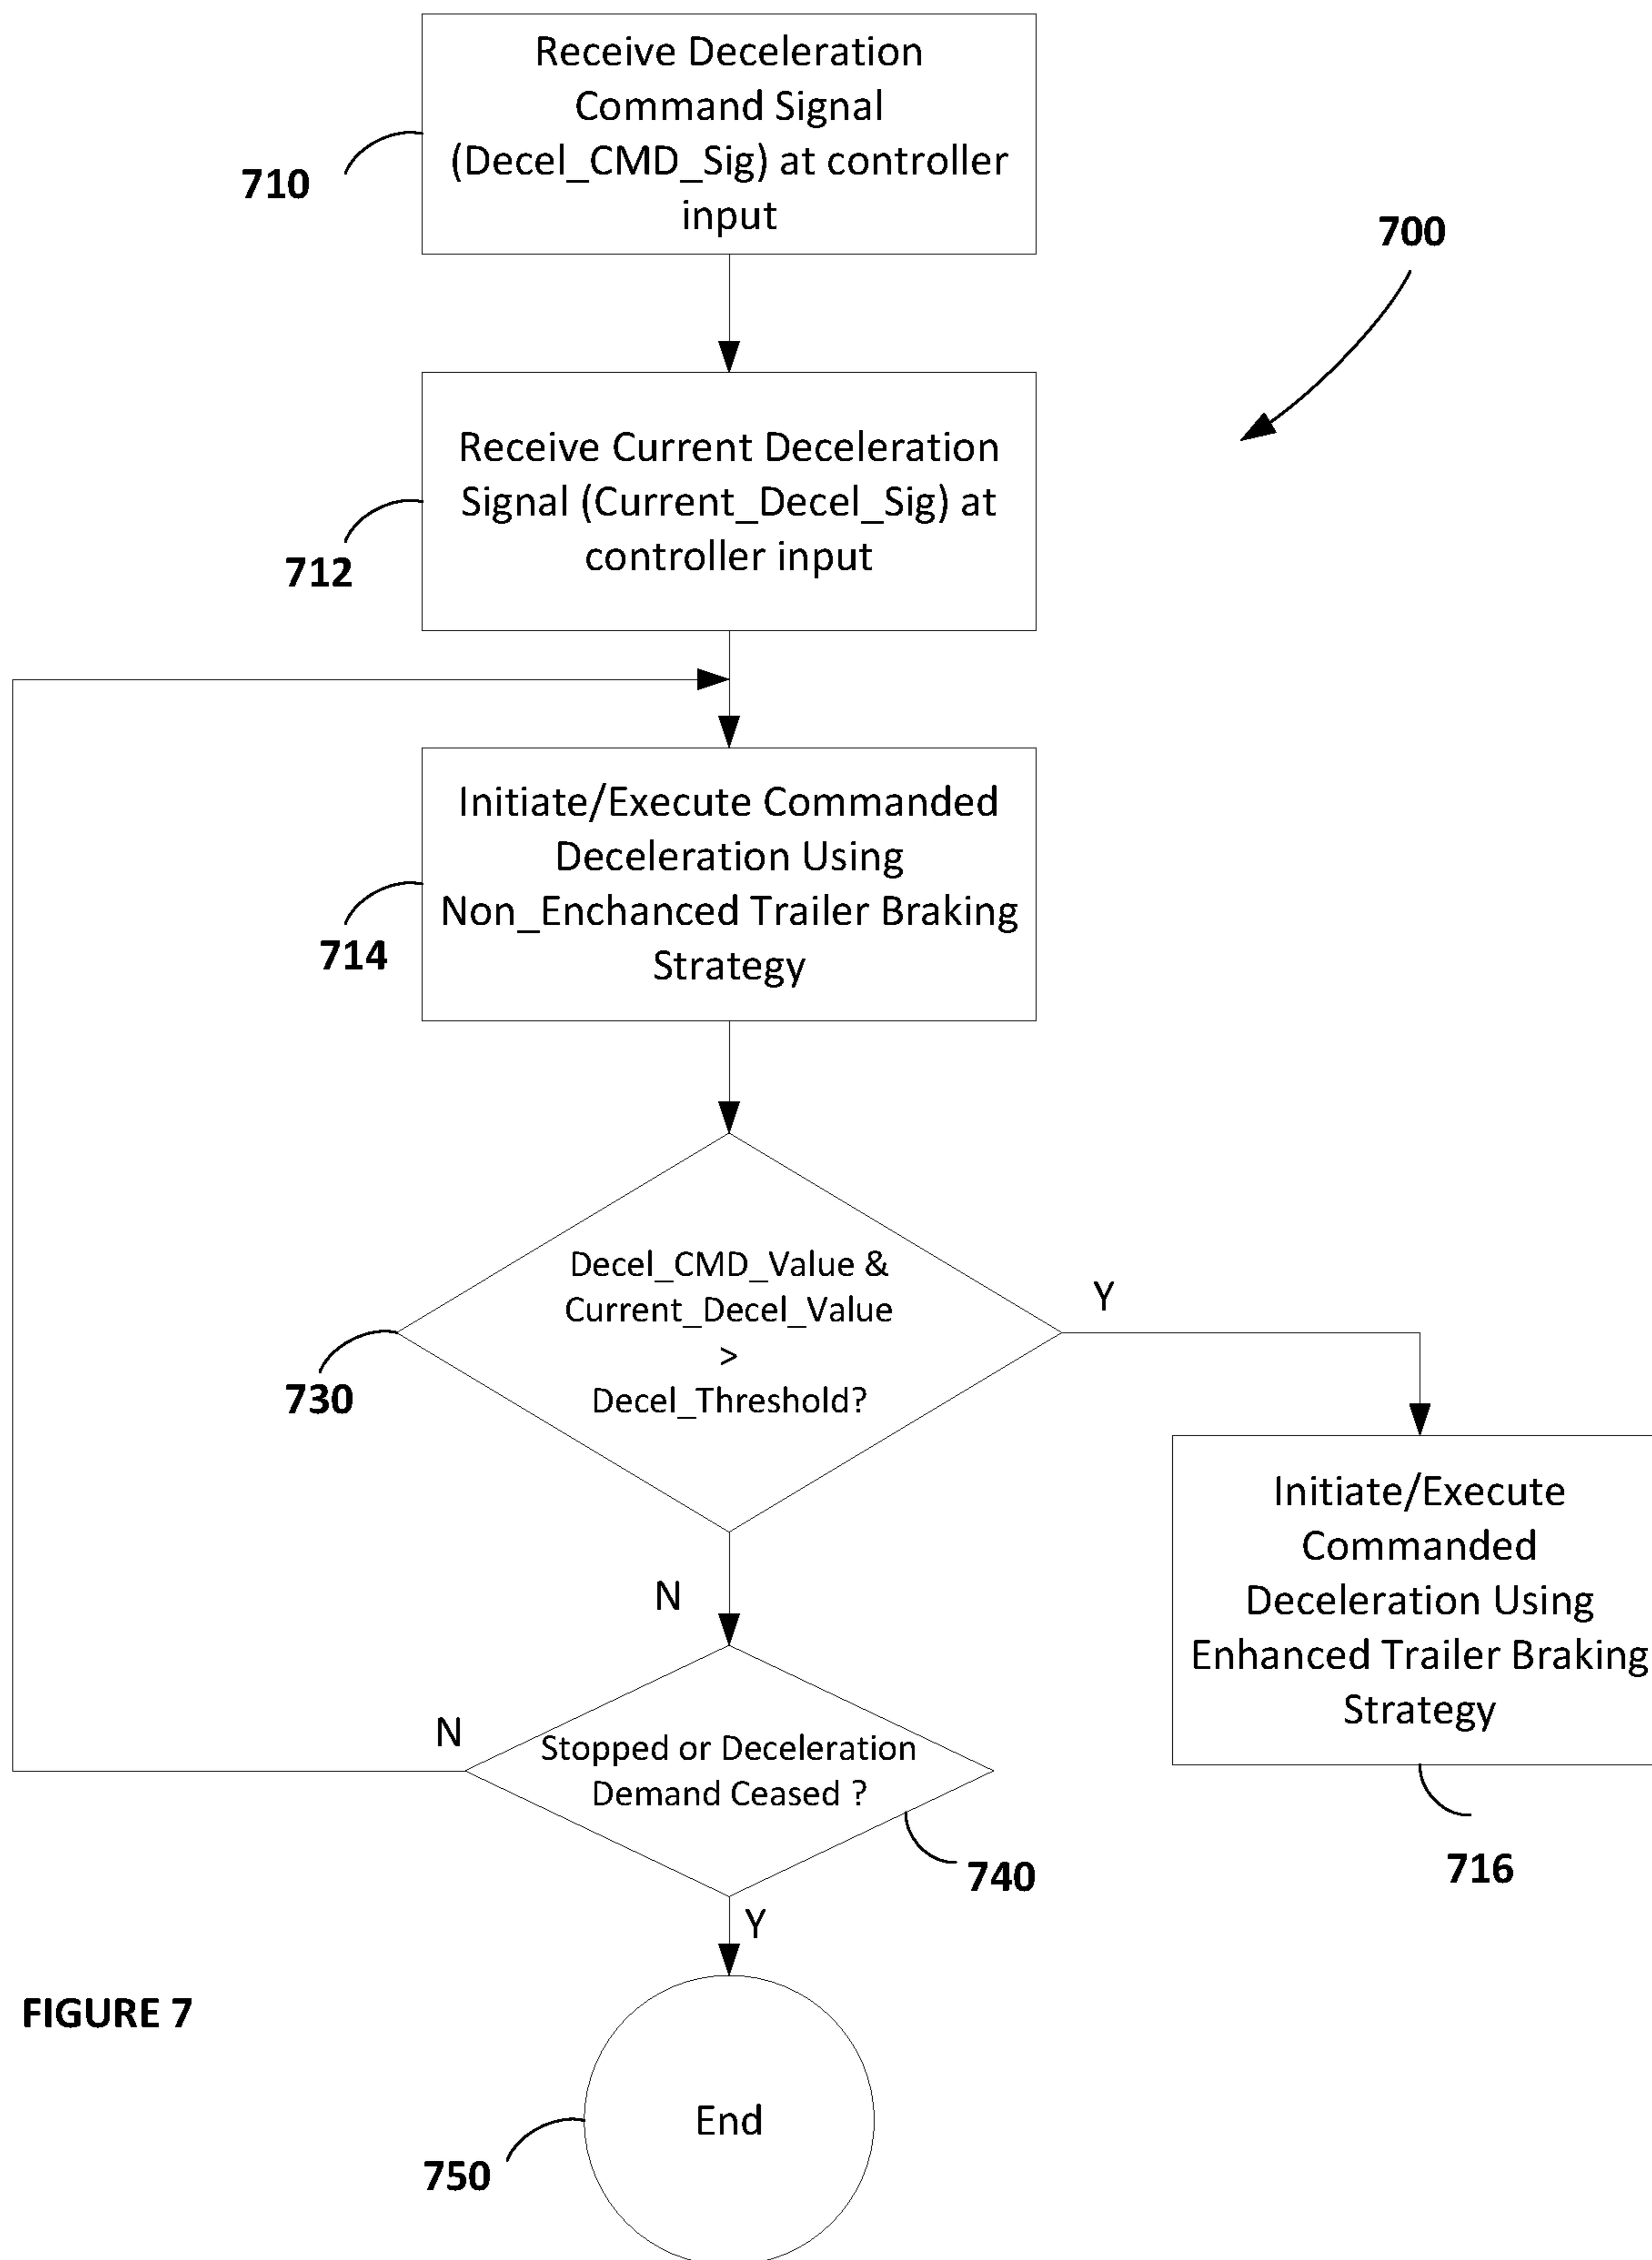 Receive Deceleration
Command Signal
(Decel_CMD_Sig) at controller
input
710
700
Receive Current Deceleration
Signal (Current_Decel_Sig) at
controller input
712
Initiate/Execute Commanded
Deceleration Using
Non_Enchanced Trailer Braking
Strategy
714
Decel_CMD_Value &
Current_Decel_Value
>
Decel_Threshold?
Y
730
Initiate/Execute
Commanded
Deceleration Using
Enhanced Trailer Braking
Strategy
N
N
Stopped or Deceleration
Demand Ceased ?
740
716
Y
FIGURE 7
End
750